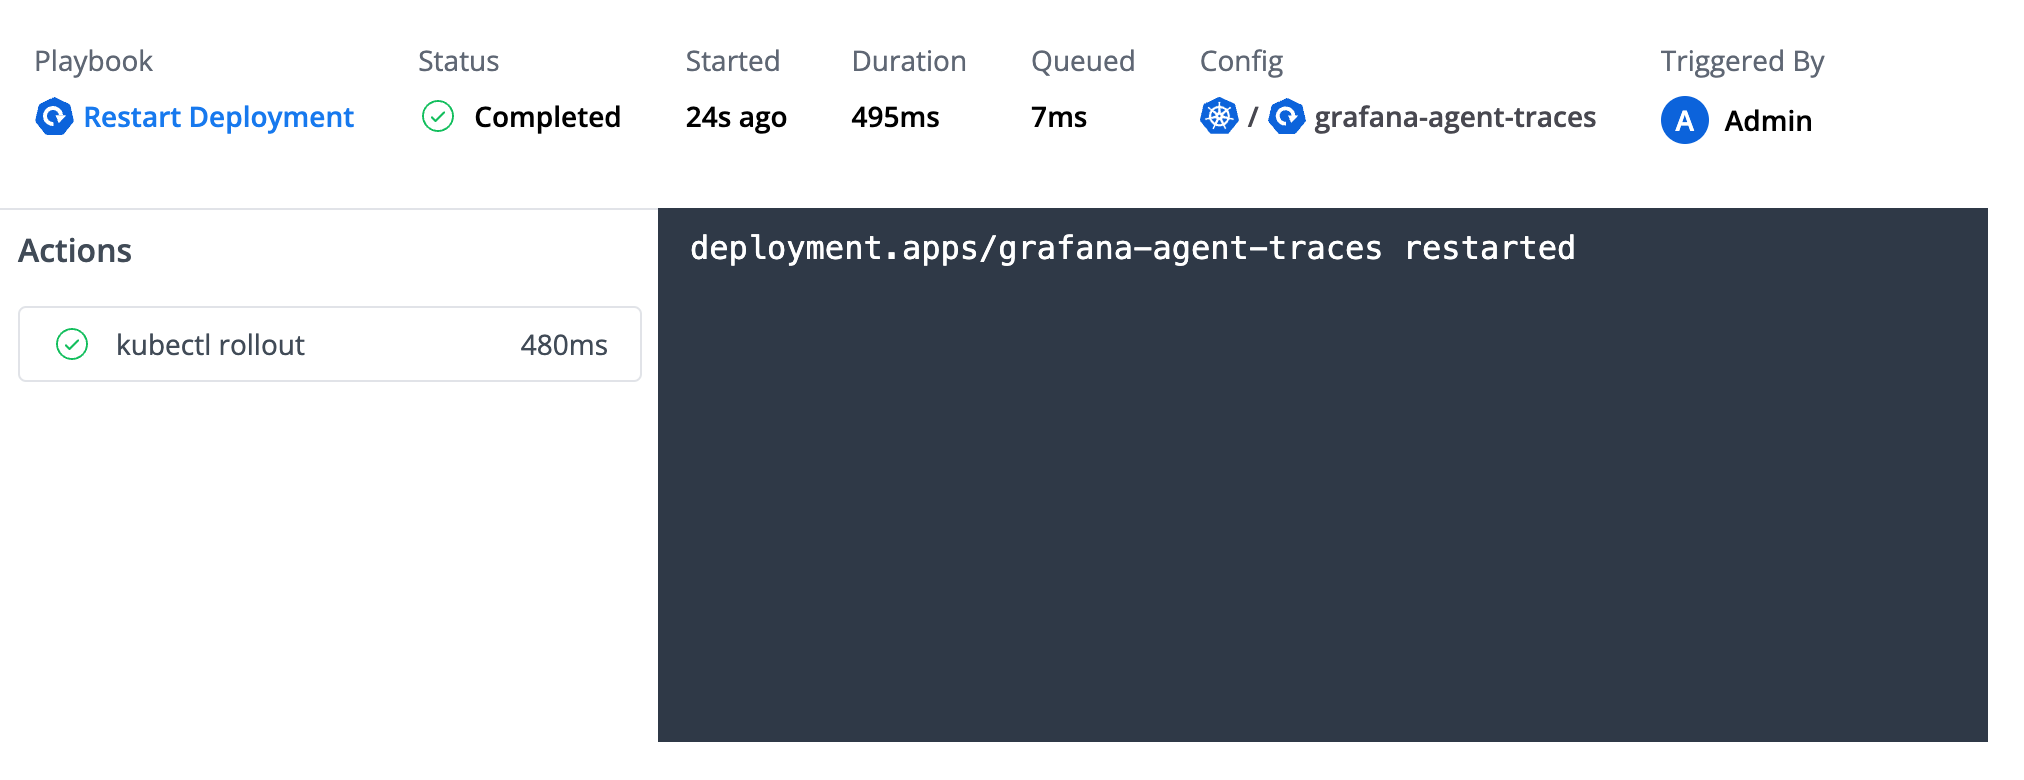 Playbook Status Started Duration Queued Config Triggered By
Restart Deployment Completed 24s ago 495ms 7ms / grafana-agent-traces A Admin
Actions
kubectl rollout 480ms
deployment.apps/grafana-agent-traces restarted